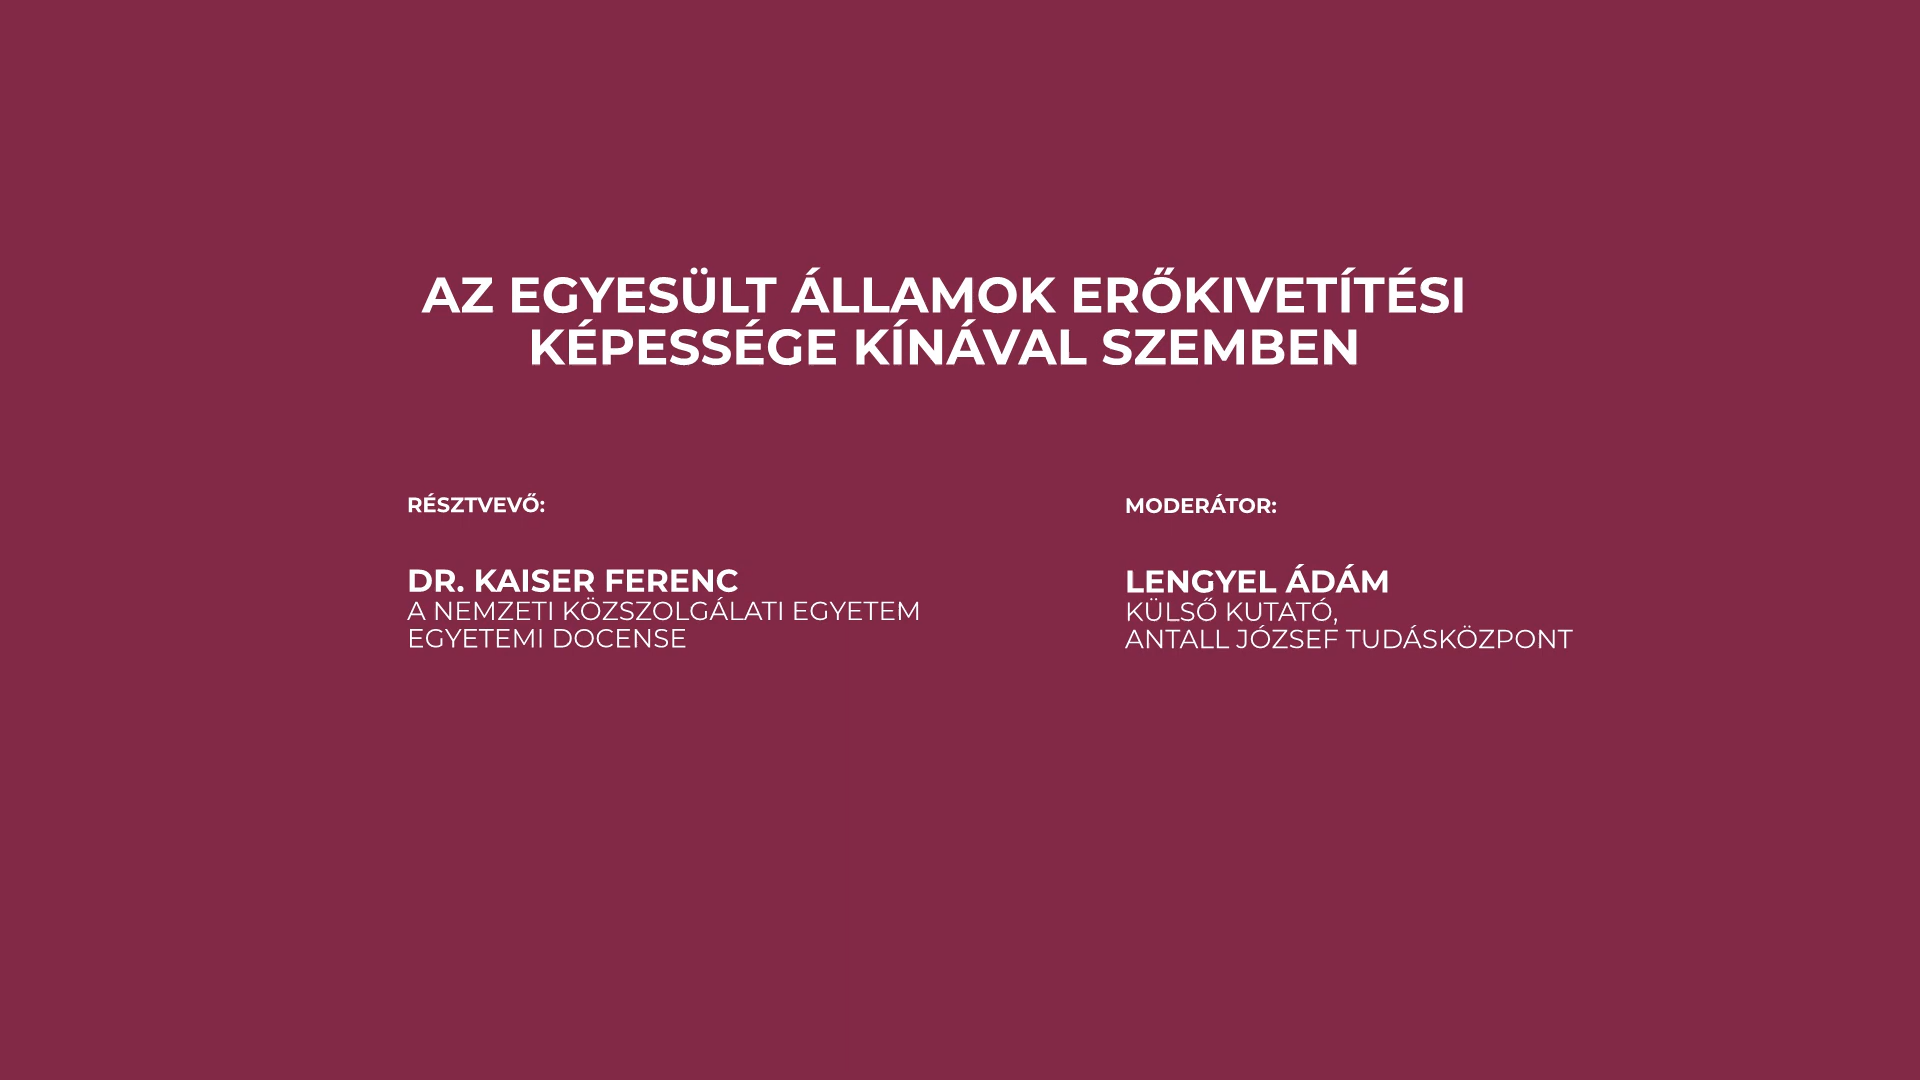 AZ EGYESÜLT ÁLLAMOK ERŐKIVETÍTÉSI
KÉPESSÉGE KÍNÁVAL SZEMBEN
RÉSZTVEVŐ:
DR. KAISER FERENC
A NEMZETI KÖZSZOLGÁLATI EGYETEM
EGYETEMI DOCENSE
MODERÁTOR:
LENGYEL ÁDÁM
KÜLSŐ KUTATÓ,
ANTALL JÓZSEF TUDÁSKÖZPONT